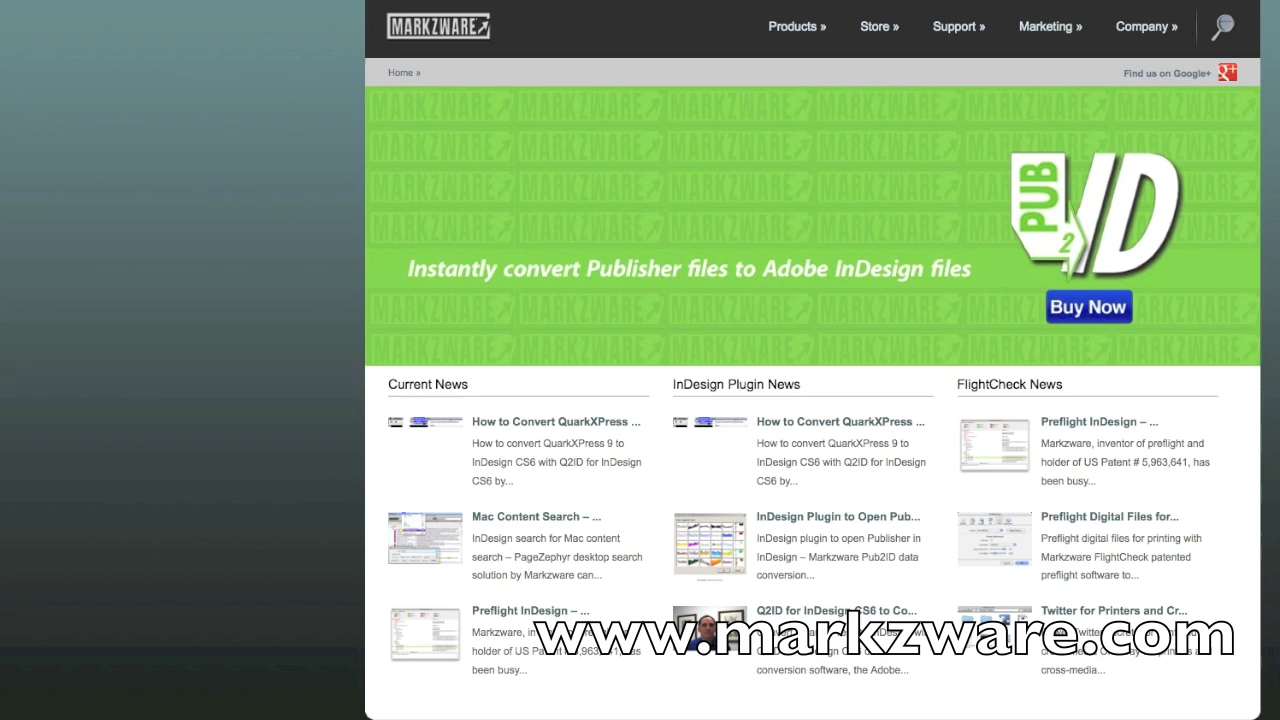 MARKZWARE
Products »
Store »
Support »
Marketing »
Company »
Home »
Find us on Google+
g+
PUB
2
ID
Instantly convert Publisher files to Adobe InDesign files
Buy Now
Current News
How to Convert QuarkXPress ...
How to convert QuarkXPress 9 to
InDesign CS6 with Q2ID for InDesign
CS6 by...
Mac Content Search – ...
InDesign search for Mac content
search – PageZephyr desktop search
solution by Markzware can...
Preflight InDesign – ...
Markzware, in
holder of US
been busy...
InDesign Plugin News
How to Convert QuarkXPress ...
How to convert QuarkXPress 9 to
InDesign CS6 with Q2ID for InDesign
CS6 by...
InDesign Plugin to Open Pub...
InDesign plugin to open Publisher in
InDesign – Markzware Pub2ID data
conversion...
Q2ID for InDesign CS6 to Co...
conversion software, the Adobe...
FlightCheck News
Preflight InDesign – ...
Markzware, inventor of preflight and
holder of US Patent # 5,963,641, has
been busy...
Preflight Digital Files for...
Preflight digital files for printing with
Markzware FlightCheck patented
preflight software to...
Twitter for Printers and Cr...
cross-media...
www.markzware.com